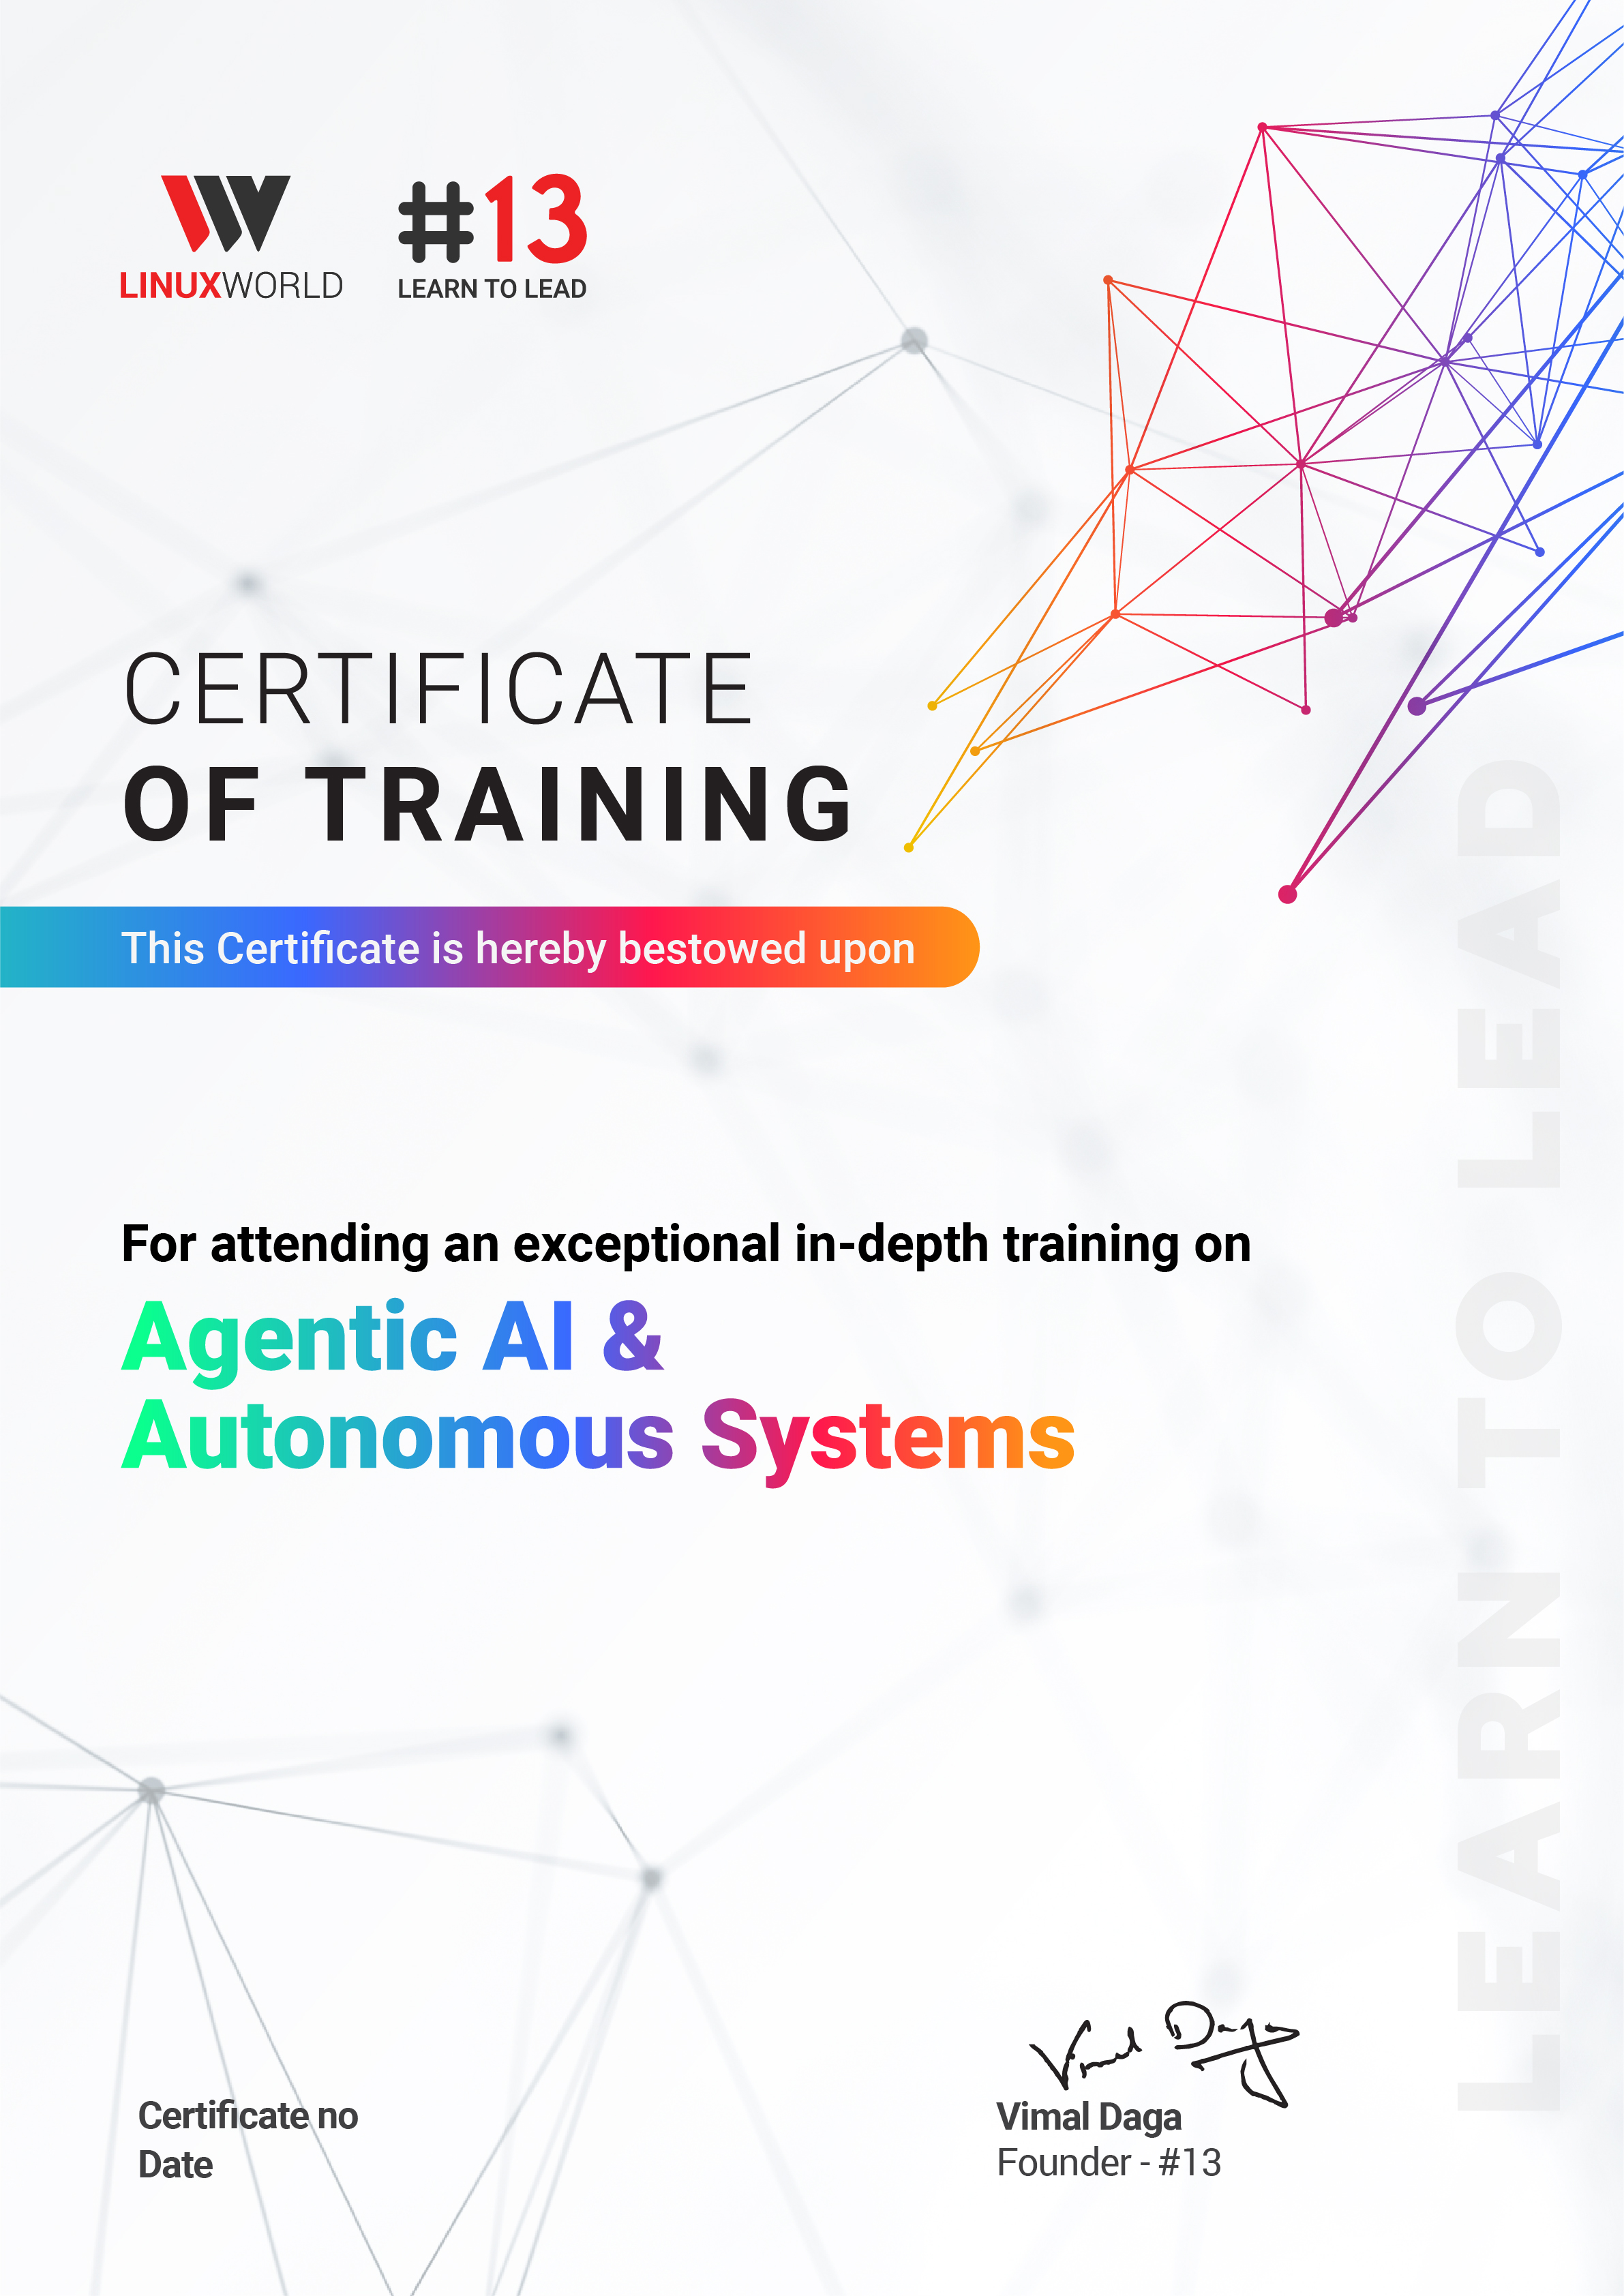 LINUXWORLD
#13
LEARN TO LEAD
CERTIFICATE
OF TRAINING
This Certificate is hereby bestowed upon
For attending an exceptional in-depth training on
Agentic AI &
Autonomous Systems
LEARN TO LEAD
Vimal Daga
Certificate no
Date
Vimal Daga
Founder - #13